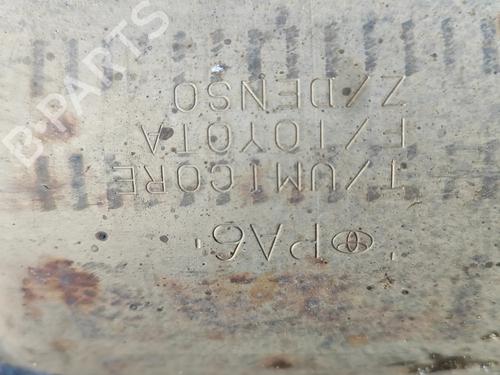 PA6
T/UMICORE
F/TOYOTA
Z/DENSO
B-PARTS